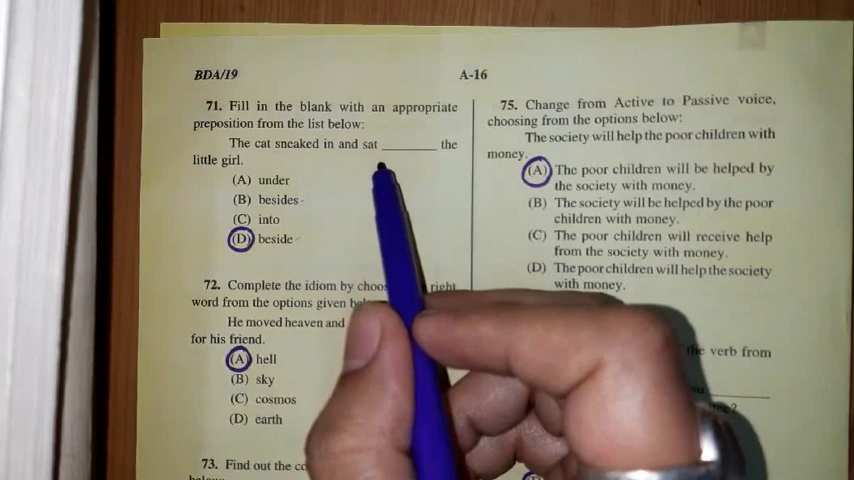 BDA/19
A-16
71. Fill in the blank with an appropriate
preposition from the list below:
The cat sneaked in and sat ________ the
little girl.
(A) under
(B) besides
(C) into
(D) beside
72. Complete the idiom by choos right
word from the options given
He moved heaven and
for his friend.
(A) hell
(B) sky
(C) cosmos
(D) earth
73. Find out the
75. Change from Active to Passive voice,
choosing from the options below:
The society will help the poor children with
money.
(A) The poor children will be helped by
the society with money.
(B) The society will be helped by the poor
children with money.
(C) The poor children will receive help
from the society with money.
(D) The poor children will help the society
with money.
the verb from